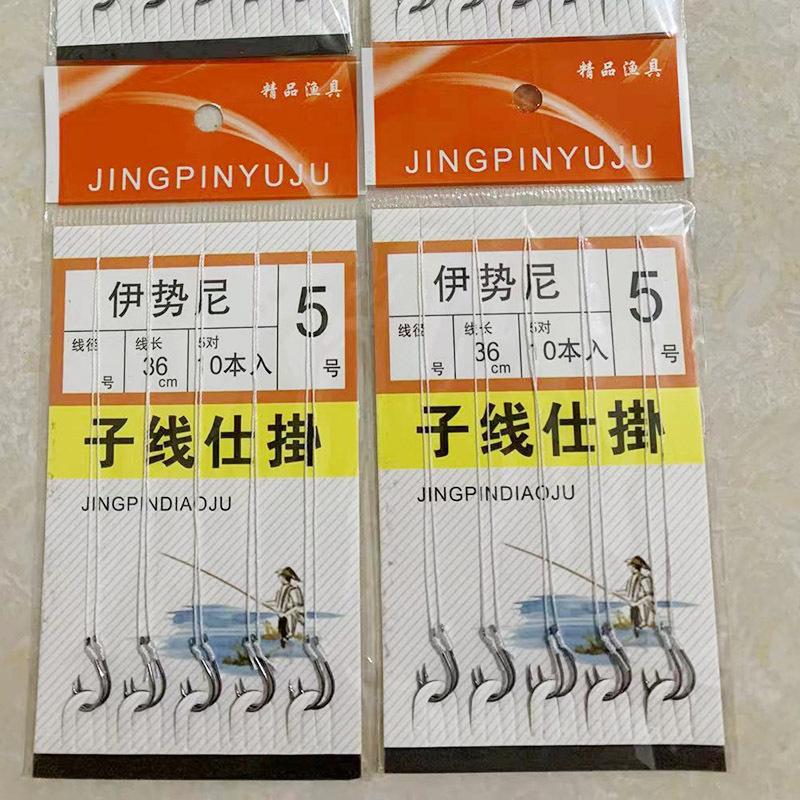 精品渔具
JINGPINYUJU
伊势尼
5
号
线径
号
线长
36
cm
5对
10本入
子线仕掛
JINGPINDIAOJU
精品渔具
JINGPINYUJU
伊势尼
5
号
线径
号
线长
36
cm
5对
10本入
子线仕掛
JINGPINDIAOJU